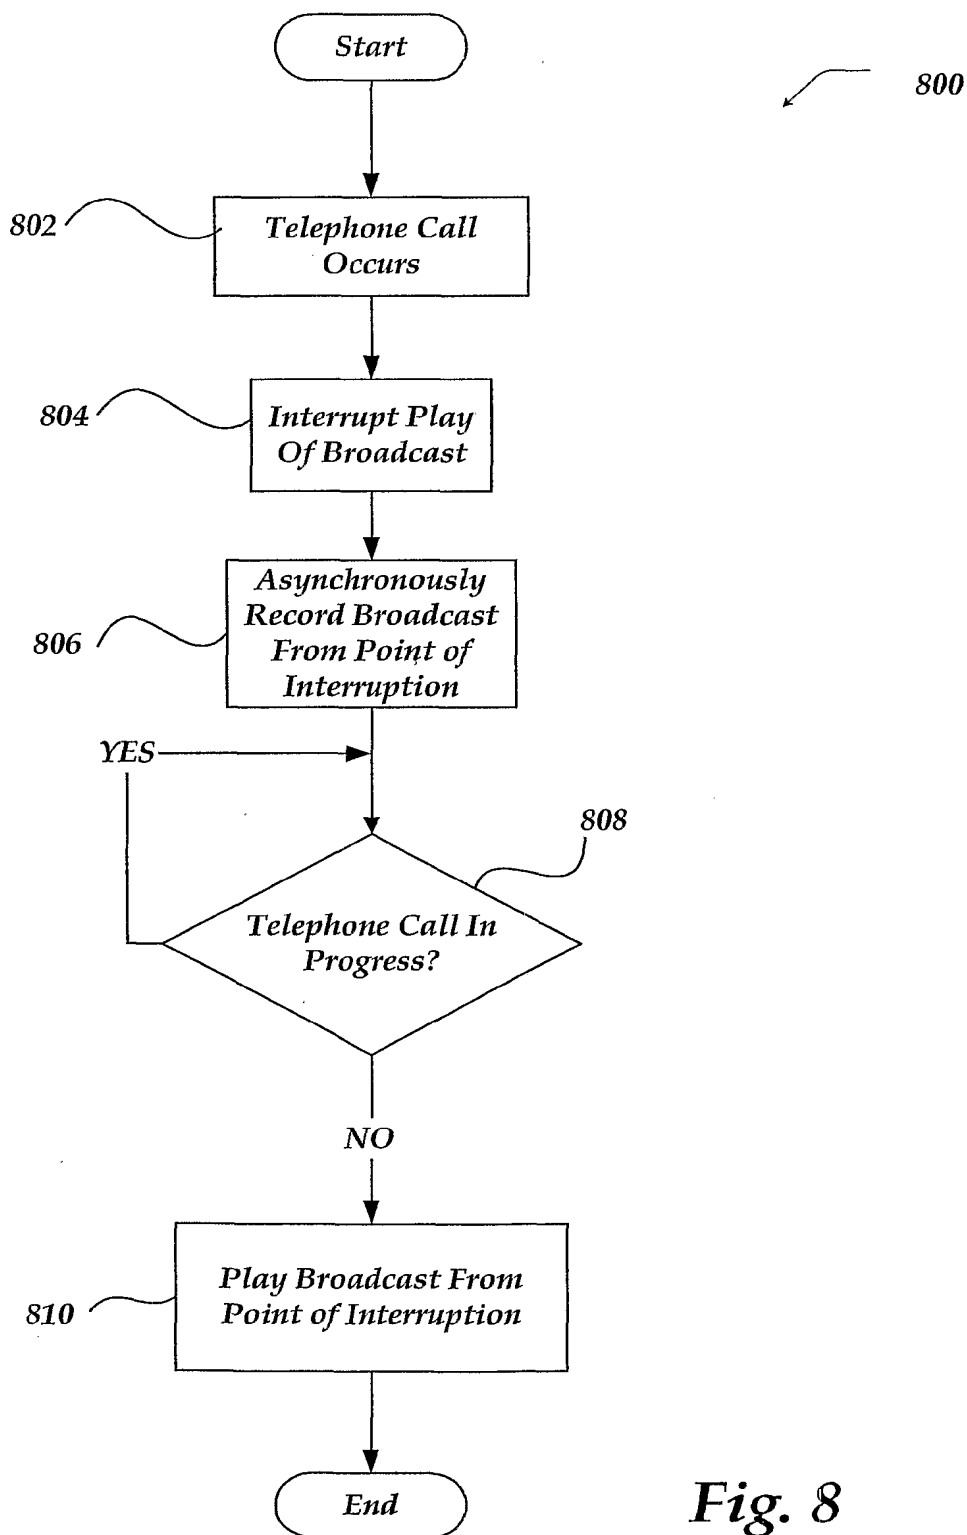 Start
800
802
Telephone Call
Occurs
804
Interrupt Play
Of Broadcast
806
Asynchronously
Record Broadcast
From Point of
Interruption
YES
808
Telephone Call In
Progress?
NO
810
Play Broadcast From
Point of Interruption
End
Fig. 8